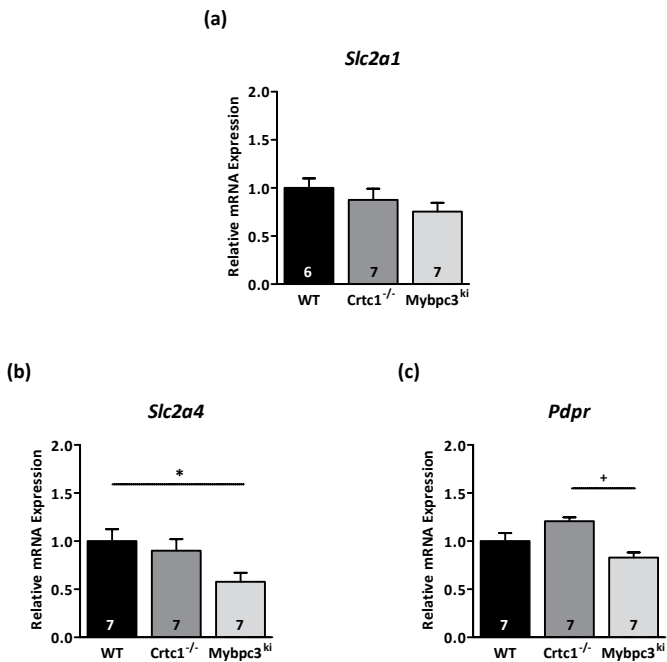 (a)
Slc2a1
Relative mRNA Expression
2.0
1.5
1.0
0.5
0.0
6 7 7
WT Crtc1-/- Mybpc3ki
(b)
Slc2a4
Relative mRNA Expression
2.0
1.5
1.0
0.5
0.0
*
7 7 7
WT Crtc1-/- Mybpc3ki
(c)
Pdpr
Relative mRNA Expression
2.0
1.5
1.0
0.5
0.0
+
7 7 7
WT Crtc1-/- Mybpc3ki